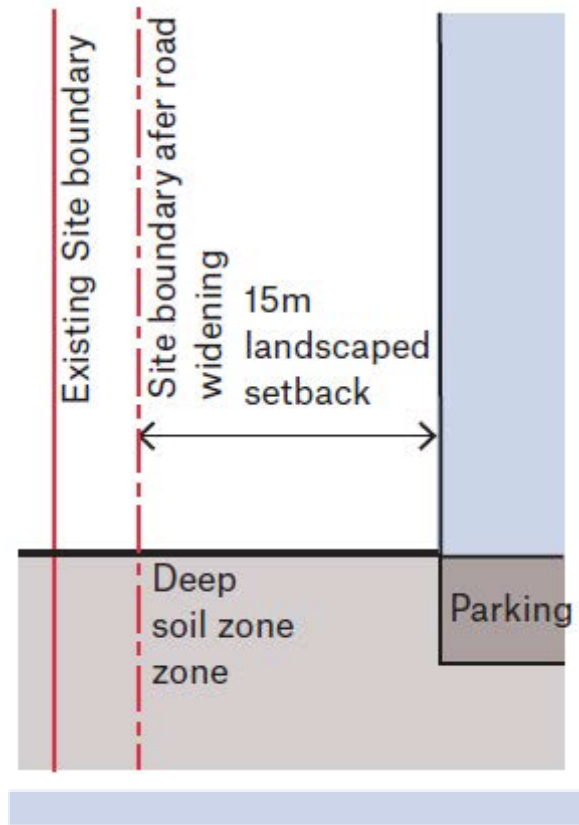 Existing Site boundary
Site boundary afer road
widening
15m
landscaped
setback
Deep
soil zone
zone
Parking